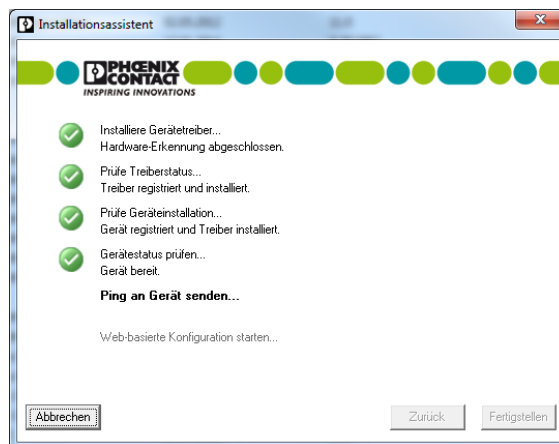 Installationsassistent
PHŒNIX
CONTACT
INSPIRING INNOVATIONS
Installiere Gerätetreiber...
Hardware-Erkennung abgeschlossen.
Prüfe Treiberstatus...
Treiber registriert und installiert.
Prüfe Geräteinstallation...
Gerät registriert und Treiber installiert.
Gerätestatus prüfen...
Gerät bereit.
Ping an Gerät senden...
Web-basierte Konfiguration starten...
Abbrechen
Zurück
Fertigstellen